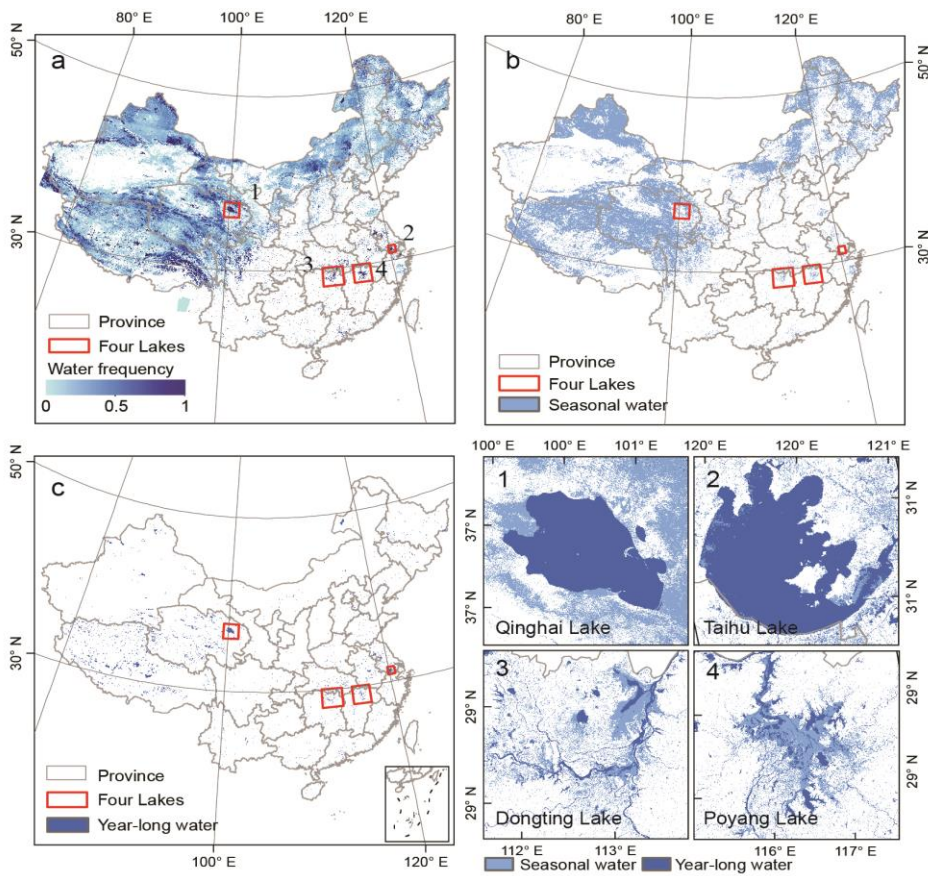 100° E
120° E
50° N
30° N
a
1
2
3
4
Province
Four Lakes
Water frequency
0
0.5
1
100° E
120° E
50° N
30° N
b
Province
Four Lakes
Seasonal water
50° N
30° N
c
Province
Four Lakes
Year-long water
100° E
120° E
100° E
100° E
101° E
37° N
37° N
1
Qinghai Lake
120° E
120° E
121° E
31° N
31° N
2
Taihu Lake
3
29° N
29° N
Dongting Lake
112° E
113° E
4
29° N
29° N
Poyang Lake
116° E
117° E
Seasonal water
Year-long water